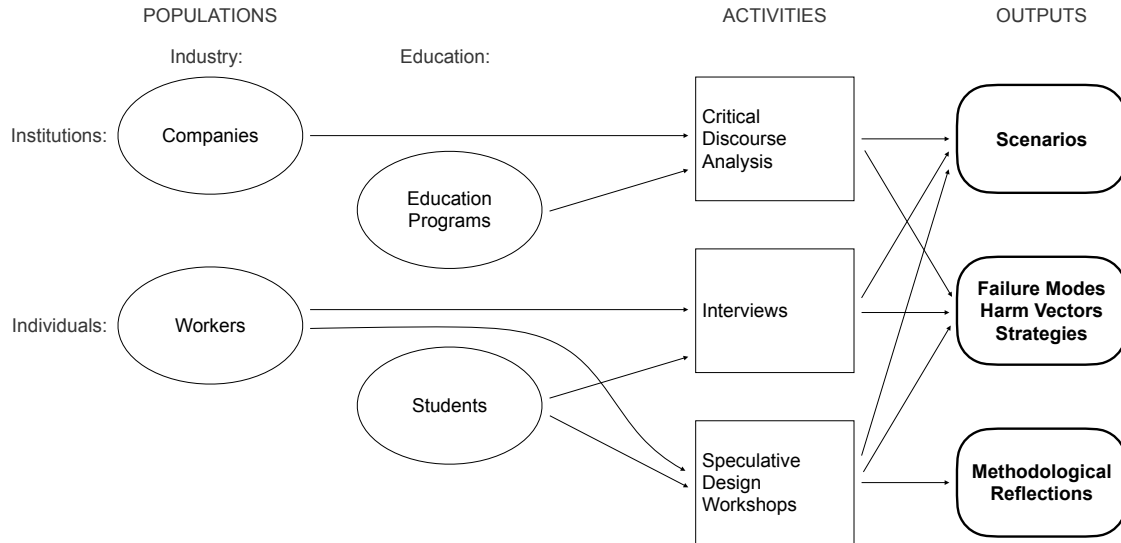 POPULATIONS
ACTIVITIES
OUTPUTS
Industry:
Education:
Institutions:
Companies
Critical
Discourse
Analysis
Scenarios
Education
Programs
Individuals:
Workers
Interviews
Failure Modes
Harm Vectors
Strategies
Students
Speculative
Design
Workshops
Methodological
Reflections